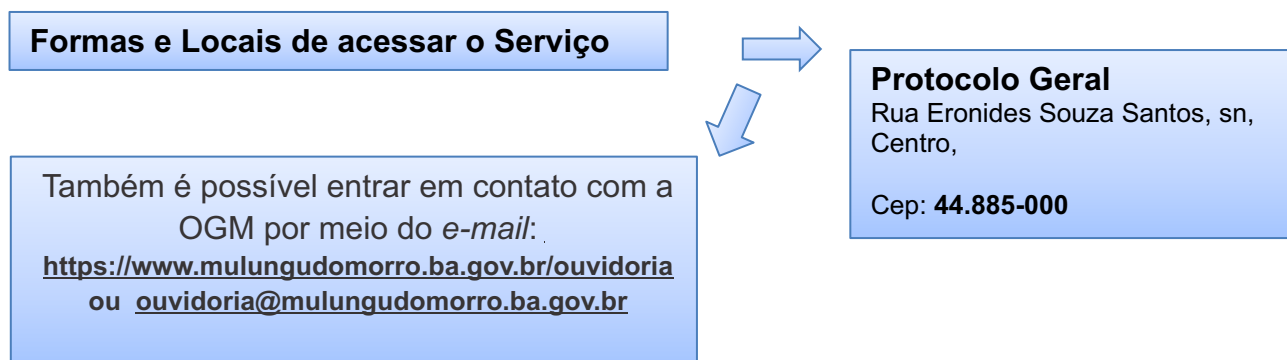 Formas e Locais de acessar o Serviço
Protocolo Geral
Rua Eronides Souza Santos, sn,
Centro,
Cep: 44.885-000
Também é possível entrar em contato com a
OGM por meio do e-mail:
https://www.mulungudomorro.ba.gov.br/ouvidoria
ou ouvidoria@mulungudomorro.ba.gov.br